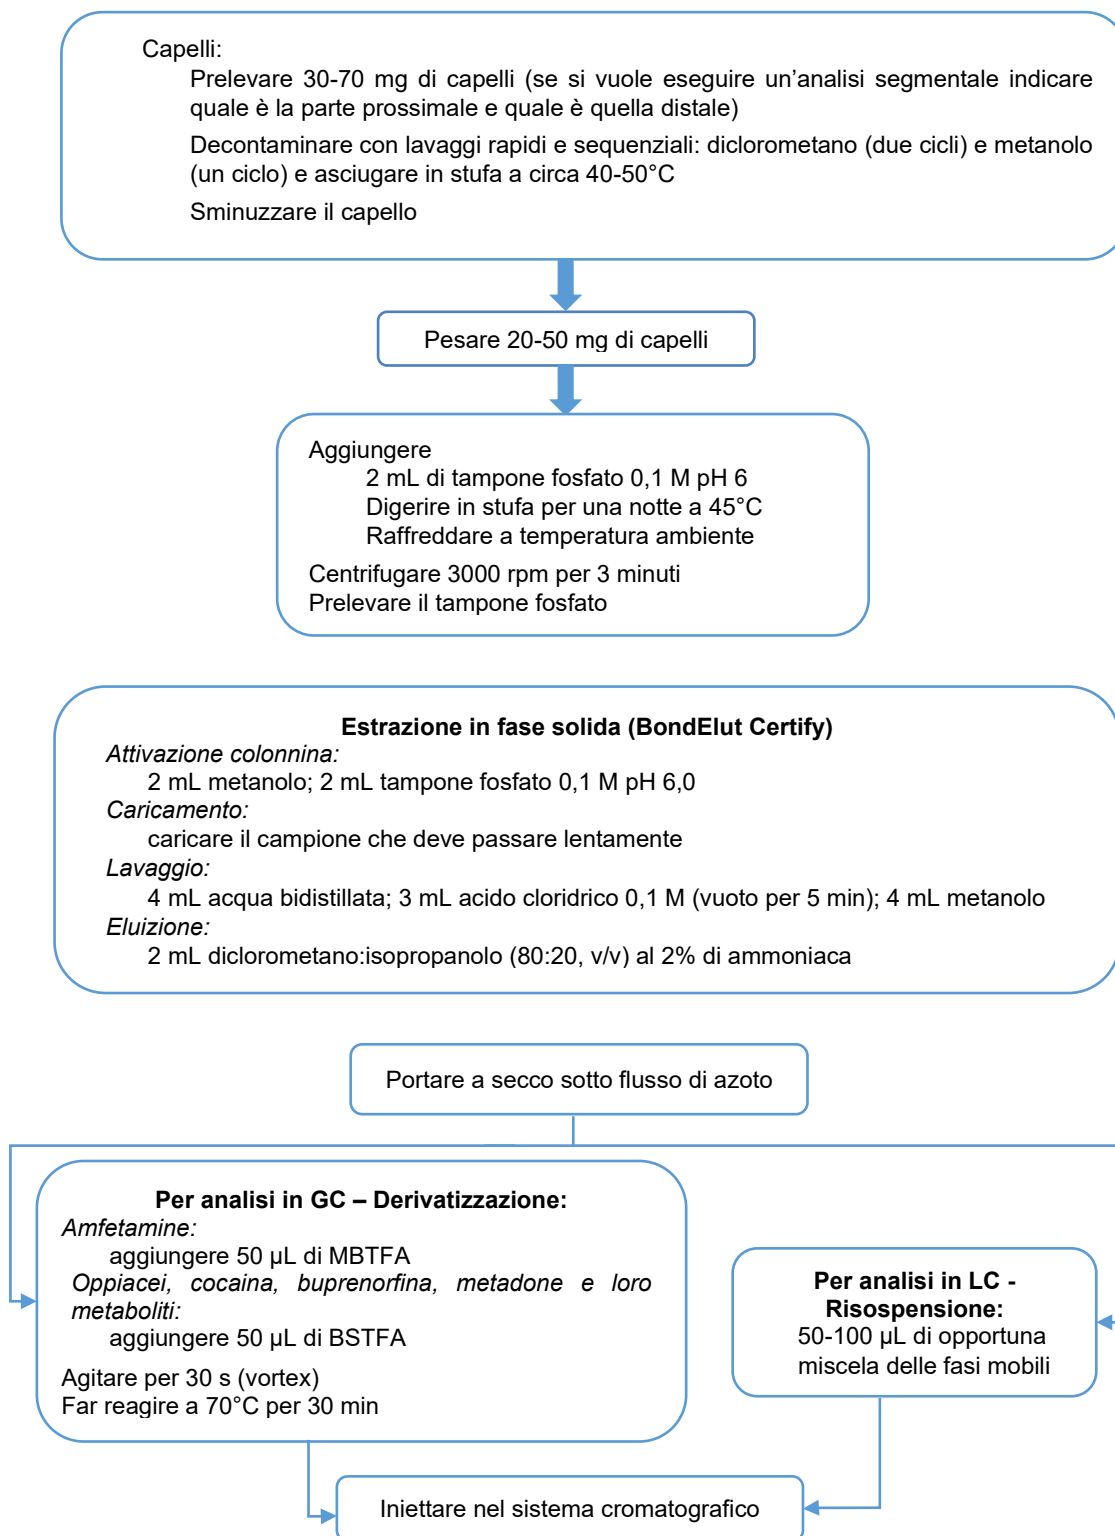 Capelli:
Prelevare 30-70 mg di capelli (se si vuole eseguire un'analisi segmentale indicare
quale è la parte prossimale e quale è quella distale)
Decontaminare con lavaggi rapidi e sequenziali: diclorometano (due cicli) e metanolo
(un ciclo) e asciugare in stufa a circa 40-50°C
Sminuzzare il capello
Pesare 20-50 mg di capelli
Aggiungere
2 mL di tampone fosfato 0,1 M pH 6
Digerire in stufa per una notte a 45°C
Raffreddare a temperatura ambiente
Centrifugare 3000 rpm per 3 minuti
Prelevare il tampone fosfato
Estrazione in fase solida (BondElut Certify)
Attivazione colonnina:
2 mL metanolo; 2 mL tampone fosfato 0,1 M pH 6,0
Caricamento:
caricare il campione che deve passare lentamente
Lavaggio:
4 mL acqua bidistillata; 3 mL acido cloridrico 0,1 M (vuoto per 5 min); 4 mL metanolo
Eluizione:
2 mL diclorometano:isopropanolo (80:20, v/v) al 2% di ammoniaca
Portare a secco sotto flusso di azoto
Per analisi in GC – Derivatizzazione:
Amfetamine:
aggiungere 50 µL di MBTFA
Oppiacei, cocaina, buprenorfina, metadone e loro
metaboliti:
aggiungere 50 µL di BSTFA
Agitare per 30 s (vortex)
Far reagire a 70°C per 30 min
Per analisi in LC -
Risospensione:
50-100 µL di opportuna
miscela delle fasi mobili
Iniettare nel sistema cromatografico